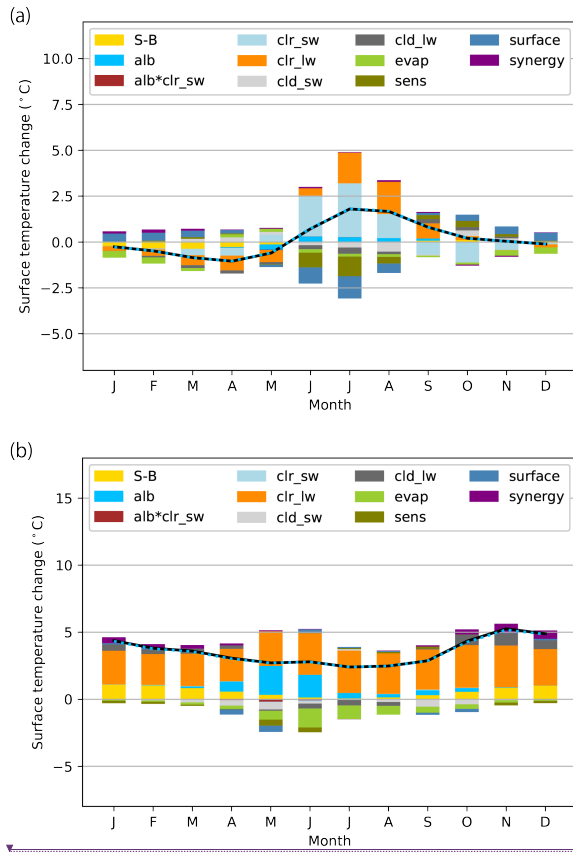 (a)
S-B clr_sw cld_lw surface
alb clr_lw evap synergy
alb*clr_sw cld_sw sens
Surface temperature change (°C)
10.0
7.5
5.0
2.5
0.0
−2.5
−5.0
J F M A M J J A S O N D
Month
(b)
S-B clr_sw cld_lw surface
alb clr_lw evap synergy
alb*clr_sw cld_sw sens
Surface temperature change (°C)
15
10
5
0
−5
J F M A M J J A S O N D
Month